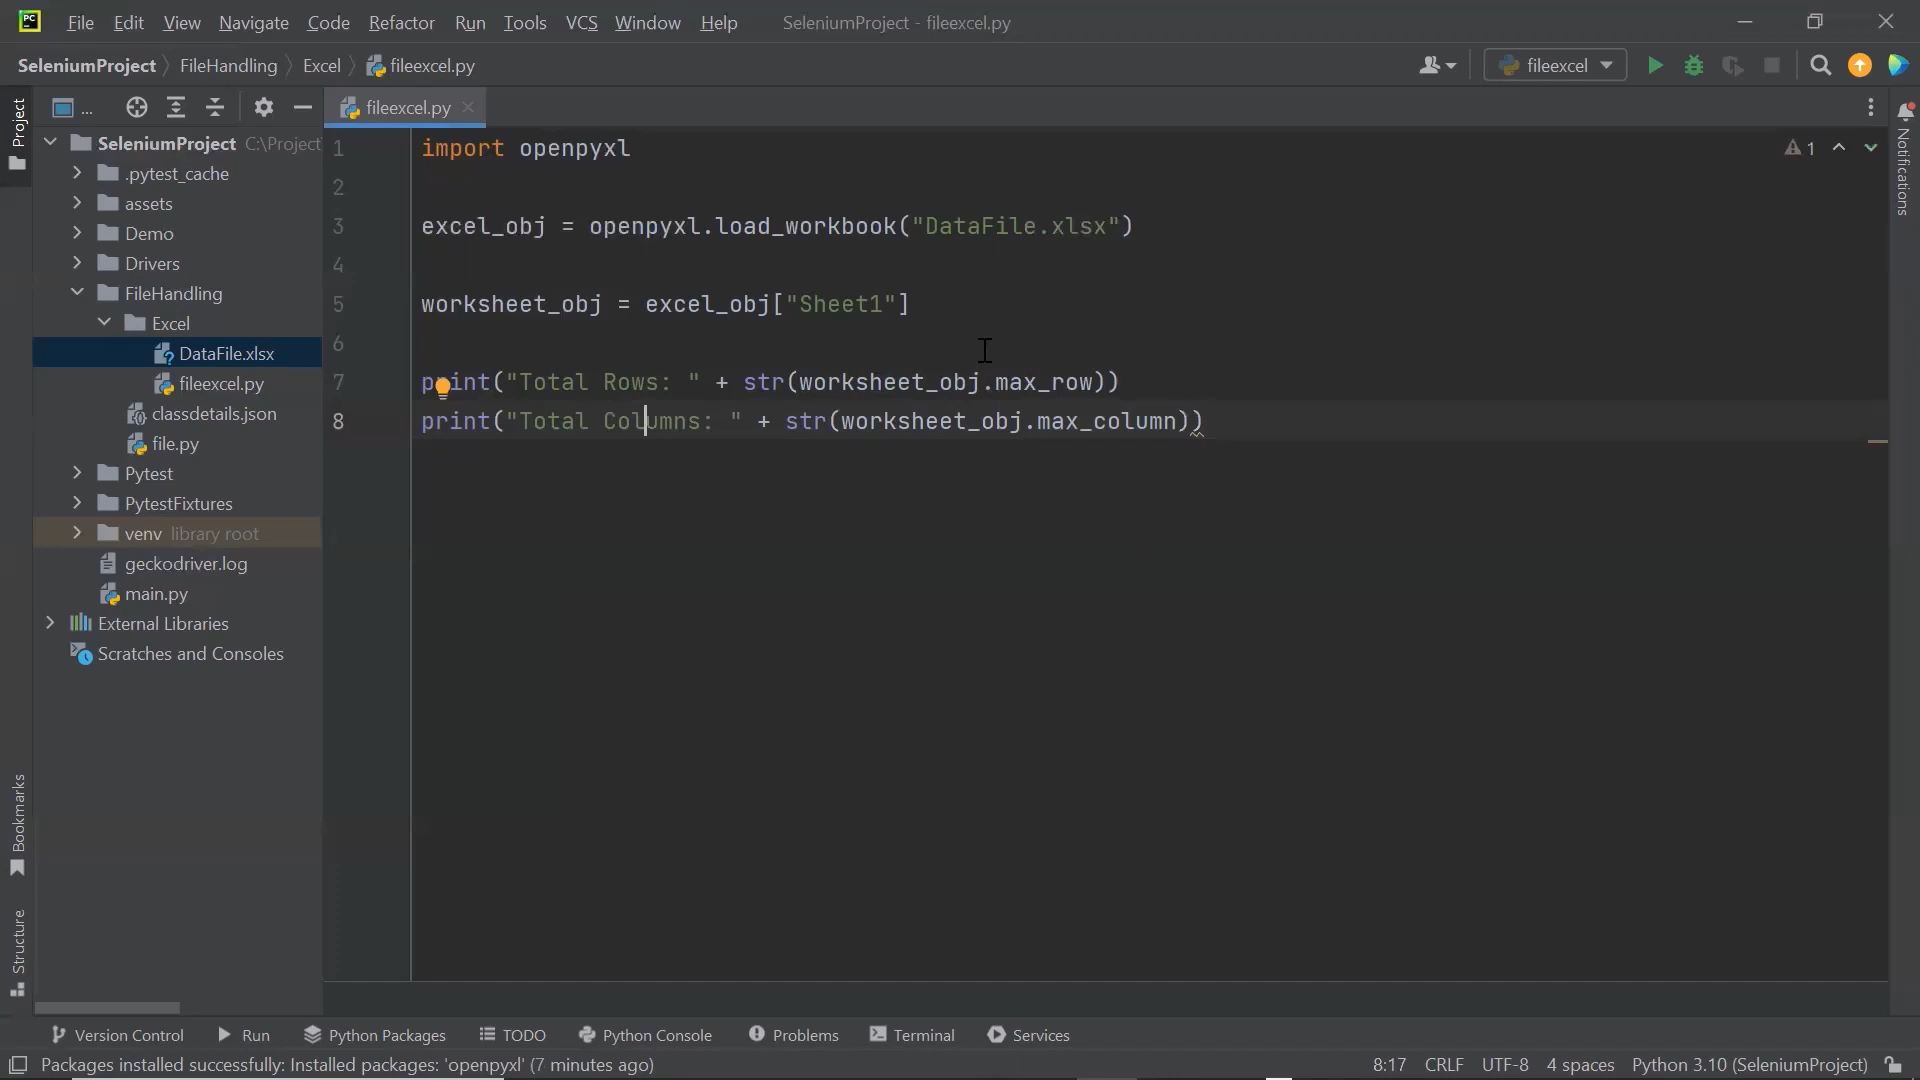 PC File Edit View Navigate Code Refactor Run Tools VCS Window Help SeleniumProject - fileexcel.py
SeleniumProject FileHandling Excel fileexcel.py fileexcel
Project ... fileexcel.py
SeleniumProject C:\Project
.pytest_cache
assets
Demo
Drivers
FileHandling
Excel
DataFile.xlsx
fileexcel.py
classdetails.json
file.py
Pytest
PytestFixtures
venv library root
geckodriver.log
main.py
External Libraries
Scratches and Consoles
1 import openpyxl
2
3 excel_obj = openpyxl.load_workbook("DataFile.xlsx")
4
5 worksheet_obj = excel_obj["Sheet1"]
6
7 print("Total Rows: " + str(worksheet_obj.max_row))
8 print("Total Columns: " + str(worksheet_obj.max_column))
1
Notifications
Bookmarks
Structure
Version Control Run Python Packages TODO Python Console Problems Terminal Services
Packages installed successfully: Installed packages: 'openpyxl' (7 minutes ago) 8:17 CRLF UTF-8 4 spaces Python 3.10 (SeleniumProject)